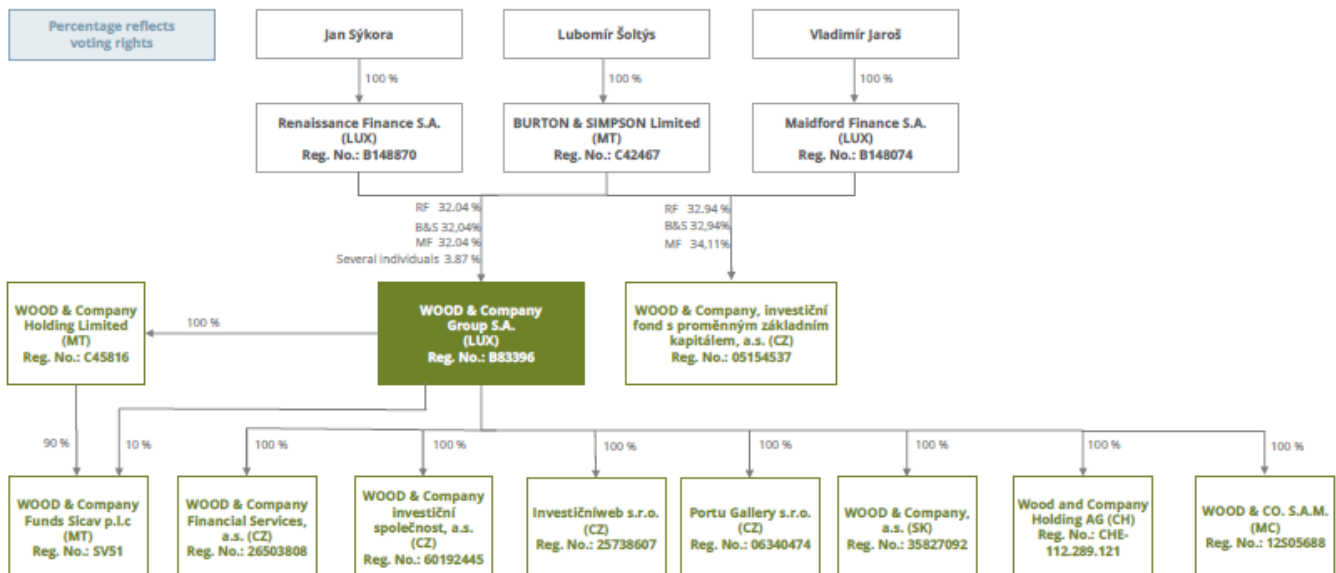 Percentage reflects
voting rights
Jan Sýkora
Lubomír Šoltýs
Vladimír Jaroš
100 %
100 %
100 %
Renaissance Finance S.A.
(LUX)
Reg. No.: B148870
BURTON & SIMPSON Limited
(MT)
Reg. No.: C42467
Maidford Finance S.A.
(LUX)
Reg. No.: B148074
RF 32.04 %
B&S 32,04%
MF 32.04 %
Several individuals 3.87 %
RF 32.94 %
B&S 32,94%
MF 34,11%
WOOD & Company
Holding Limited
(MT)
Reg. No.: C45816
100 %
WOOD & Company
Group S.A.
(LUX)
Reg. No.: B83396
WOOD & Company, investiční
fond s proměnným základním
kapitálem, a.s. (CZ)
Reg. No.: 05154537
90 %
10 %
100 %
100 %
100 %
100 %
100 %
100 %
100 %
WOOD & Company
Funds Sicav p.l.c
(MT)
Reg. No.: SV51
WOOD & Company
Financial Services,
a.s. (CZ)
Reg. No.: 26503808
WOOD & Company
investiční
společnost, a.s.
(CZ)
Reg. No.: 60192445
Investičníweb s.r.o.
(CZ)
Reg. No.: 25738607
Portu Gallery s.r.o.
(CZ)
Reg. No.: 06340474
WOOD & Company,
a.s. (SK)
Reg. No.: 35827092
Wood and Company
Holding AG (CH)
Reg. No.: CHE-
112.289.121
WOOD & CO. S.A.M.
(MC)
Reg. No.: 12S05688